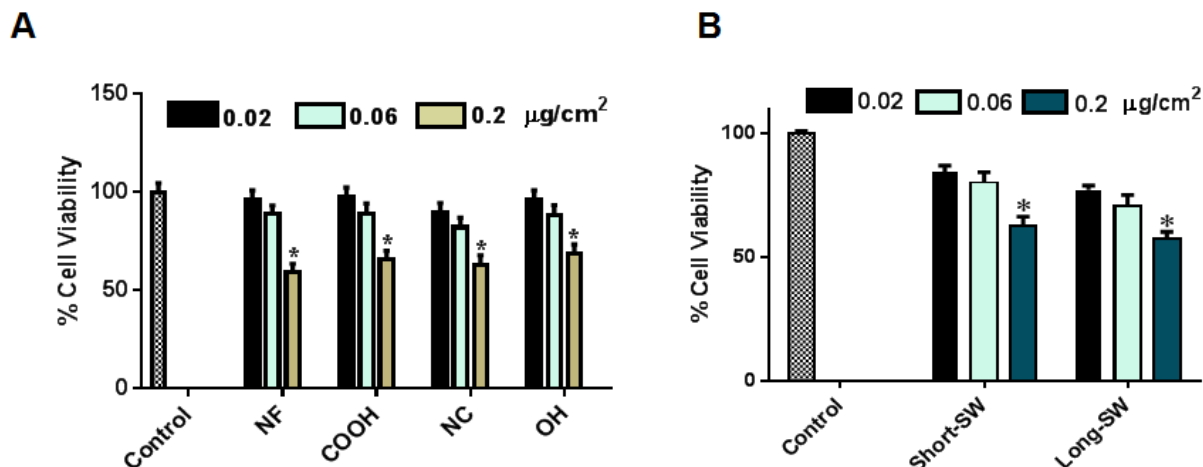 A
150
100
50
0
% Cell Viability
0.02 0.06 0.2 μg/cm²
*
*
*
*
Control
NF
COOH
NC
OH
B
100
50
0
% Cell Viability
0.02 0.06 0.2 μg/cm²
*
*
Control
Short-SW
Long-SW